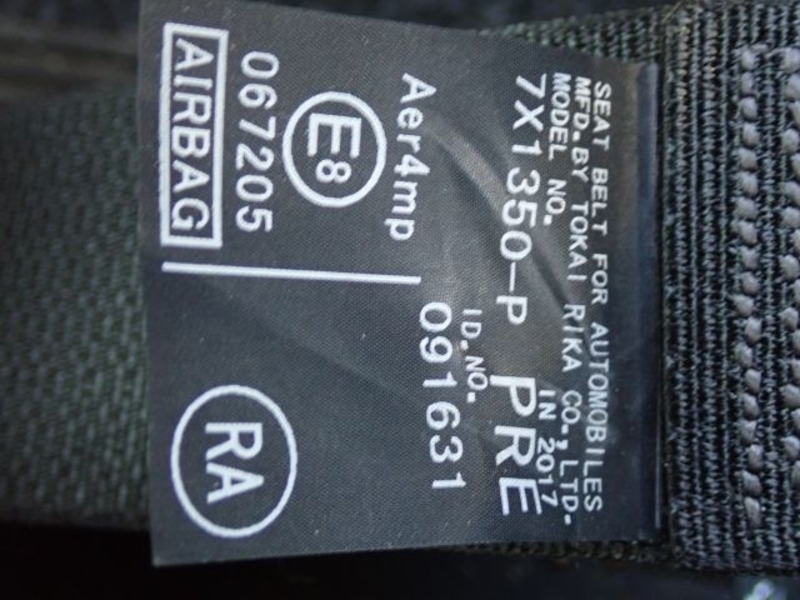 SEAT BELT FOR AUTOMOBILES
MFD. BY TOKAI RIKA CO., LTD.
MODEL NO. IN 2017
7X1350-P PRE
ID. NO.
Aer4mp 091631
E8
067205
AIRBAG
RA